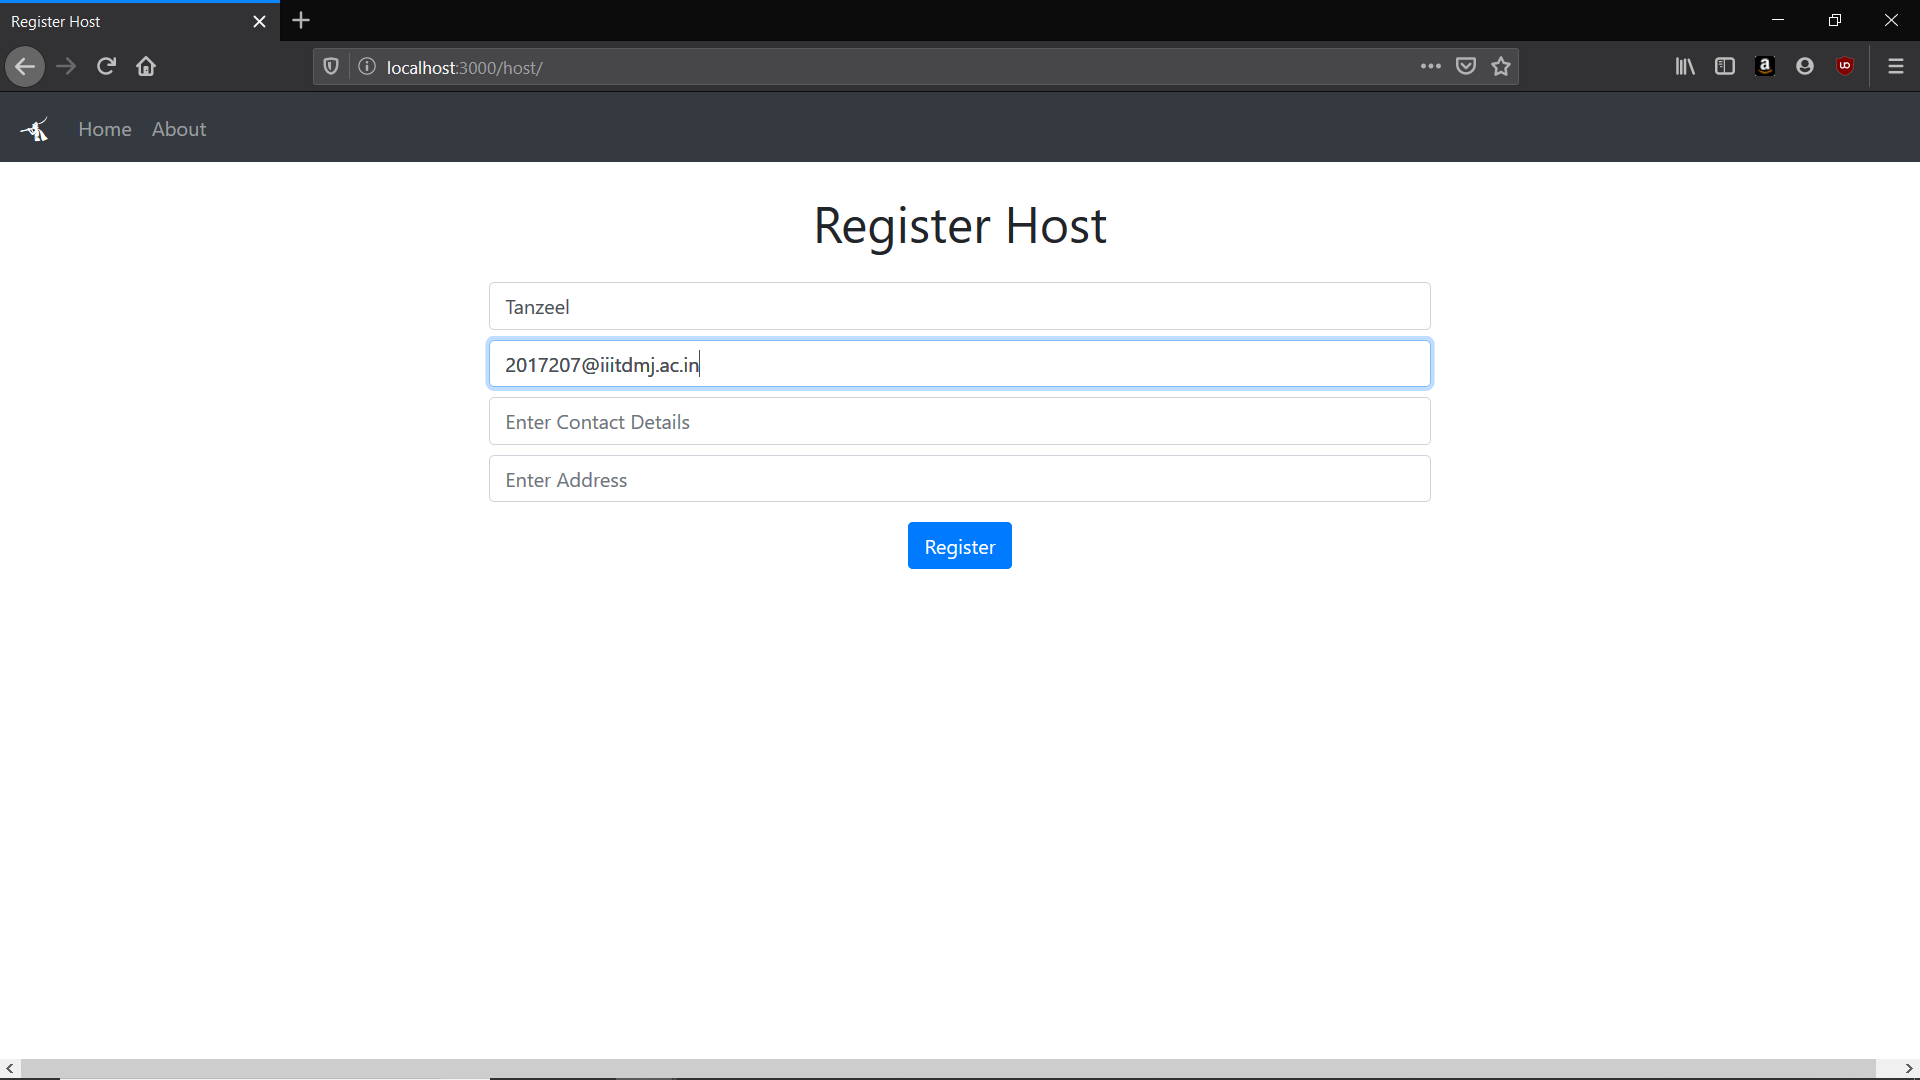 Register Host
localhost:3000/host/
Home About
Register Host
Tanzeel
2017207@iiitdmj.ac.in
Enter Contact Details
Enter Address
Register